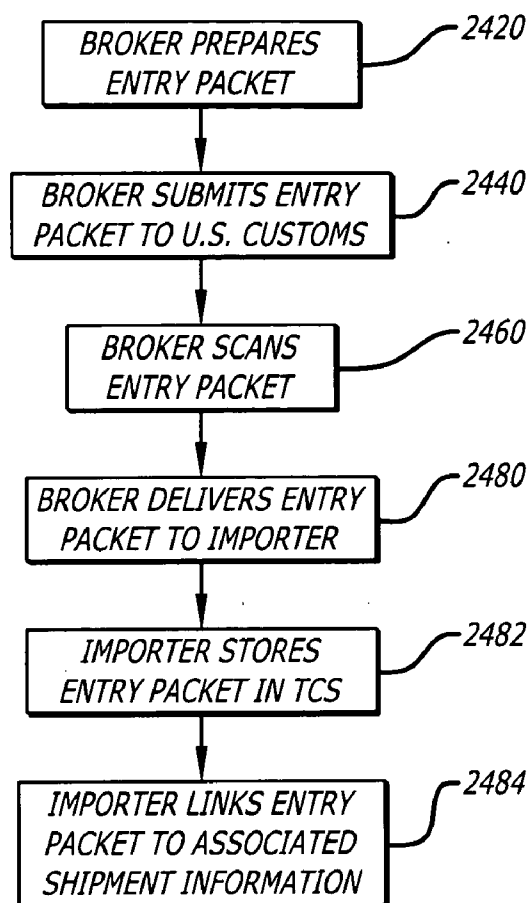 BROKER PREPARES
ENTRY PACKET
2420
BROKER SUBMITS ENTRY
PACKET TO U.S. CUSTOMS
2440
BROKER SCANS
ENTRY PACKET
2460
BROKER DELIVERS ENTRY
PACKET TO IMPORTER
2480
IMPORTER STORES
ENTRY PACKET IN TCS
2482
IMPORTER LINKS ENTRY
PACKET TO ASSOCIATED
SHIPMENT INFORMATION
2484